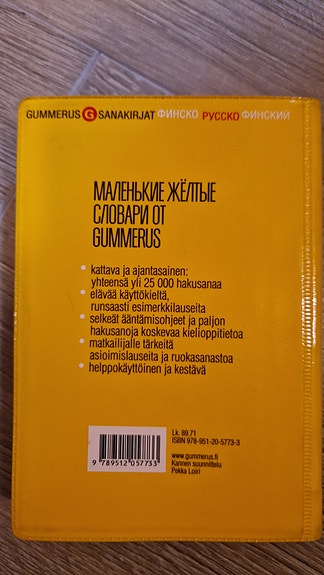 GUMMERUS G SANAKIRJAT ФИНСКО РУССКО ФИНСКИЙ
МАЛЕНЬКИЕ ЖЁЛТЫЕ
СЛОВАРИ ОТ
GUMMERUS
• kattava ja ajantasainen:
yhteensä yli 25 000 hakusanaa
• elävää käyttökieltä,
runsaasti esimerkkilauseita
• selkeät ääntämisohjeet ja paljon
hakusanoja koskevaa kielioppitietoa
• matkailijalle tärkeitä
asioimislauseita ja ruokasanastoa
• helppokäyttöinen ja kestävä
Lk. 89.71
ISBN 978-951-20-5773-3
www.gummerus.fi
Kannen suunnittelu
Pekka Loiri
9 789512 057733